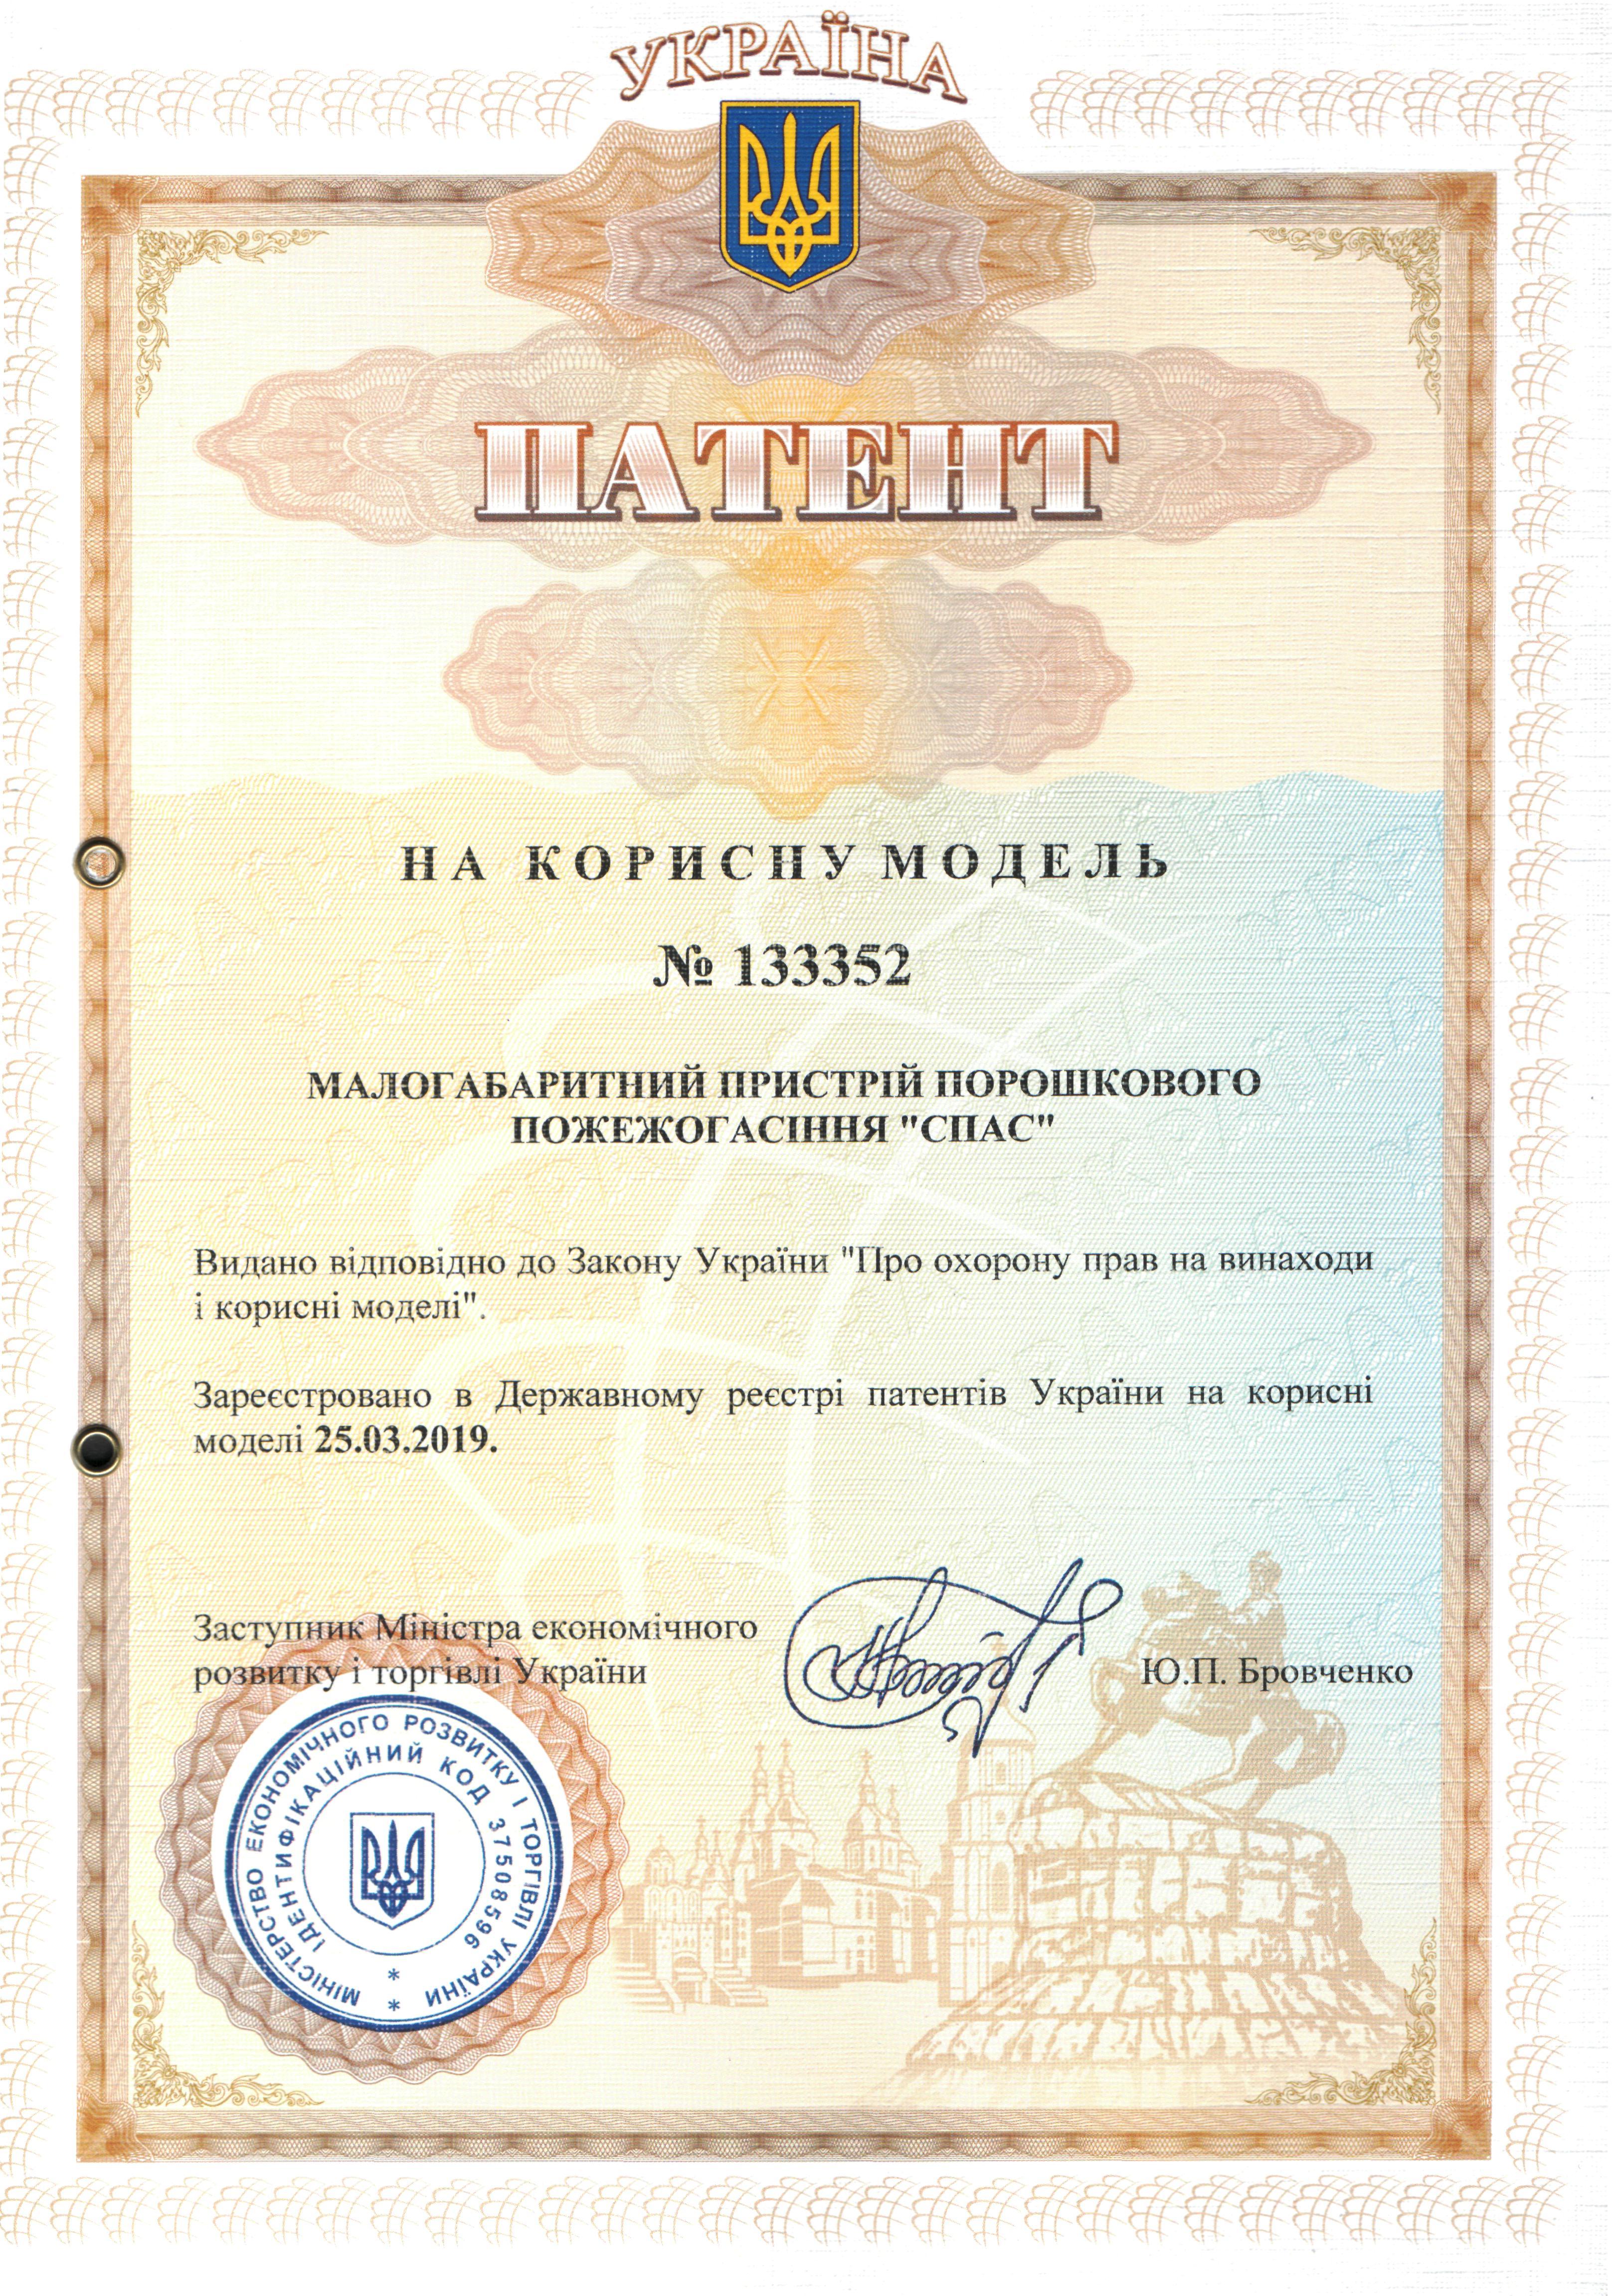 УКРАЇНА
ПАТЕНТ
НА КОРИСНУ МОДЕЛЬ
№ 133352
МАЛОГАБАРИТНИЙ ПРИСТРІЙ ПОРОШКОВОГО
ПОЖЕЖОГАСІННЯ "СПАС"
Видано відповідно до Закону України "Про охорону прав на винаходи
і корисні моделі".
Зареєстровано в Державному реєстрі патентів України на корисні
моделі 25.03.2019.
Заступник Міністра економічного
розвитку і торгівлі України
Ю.П. Бровченко
МІНІСТЕРСТВО ЕКОНОМІЧНОГО РОЗВИТКУ І ТОРГІВЛІ УКРАЇНИ *
ІДЕНТИФІКАЦІЙНИЙ КОД 37508596 *